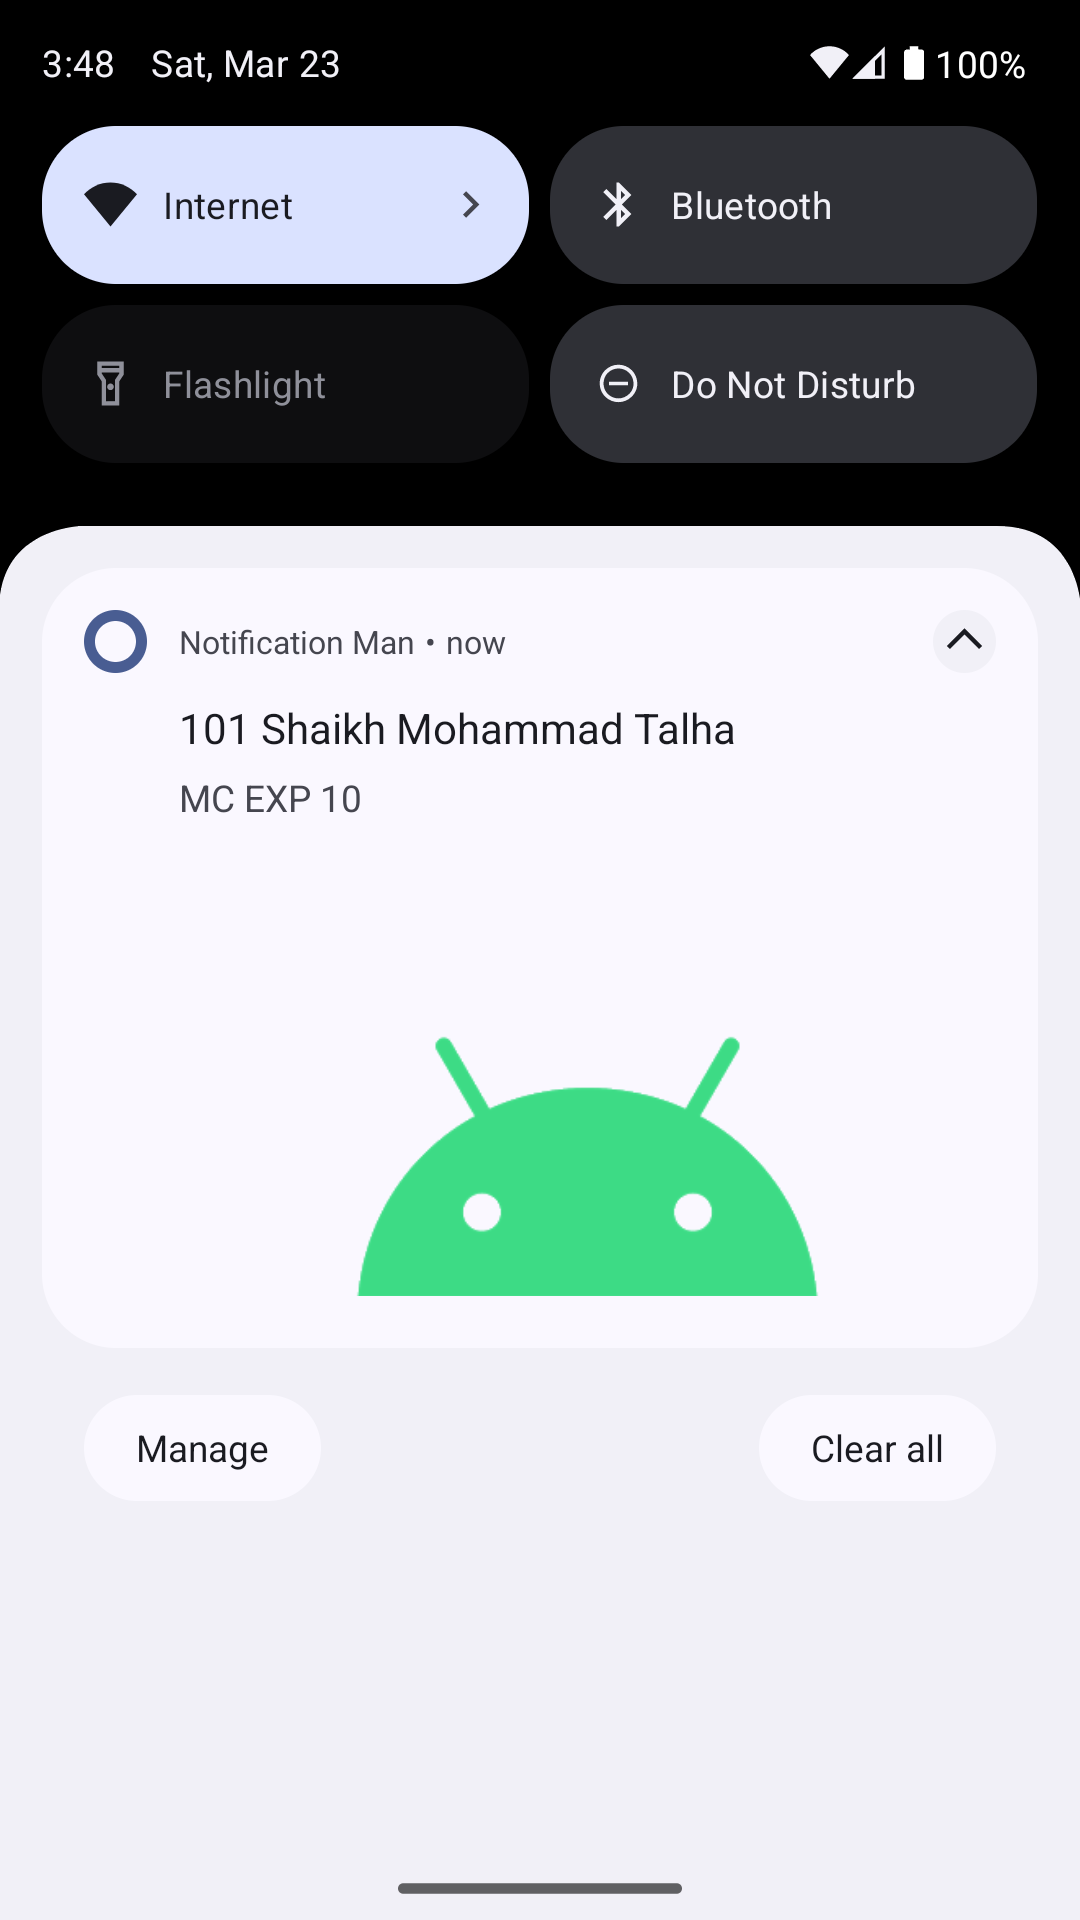 3:48 Sat, Mar 23 100%
Internet
Bluetooth
Flashlight
Do Not Disturb
Notification Man • now
101 Shaikh Mohammad Talha
MC EXP 10
Manage
Clear all